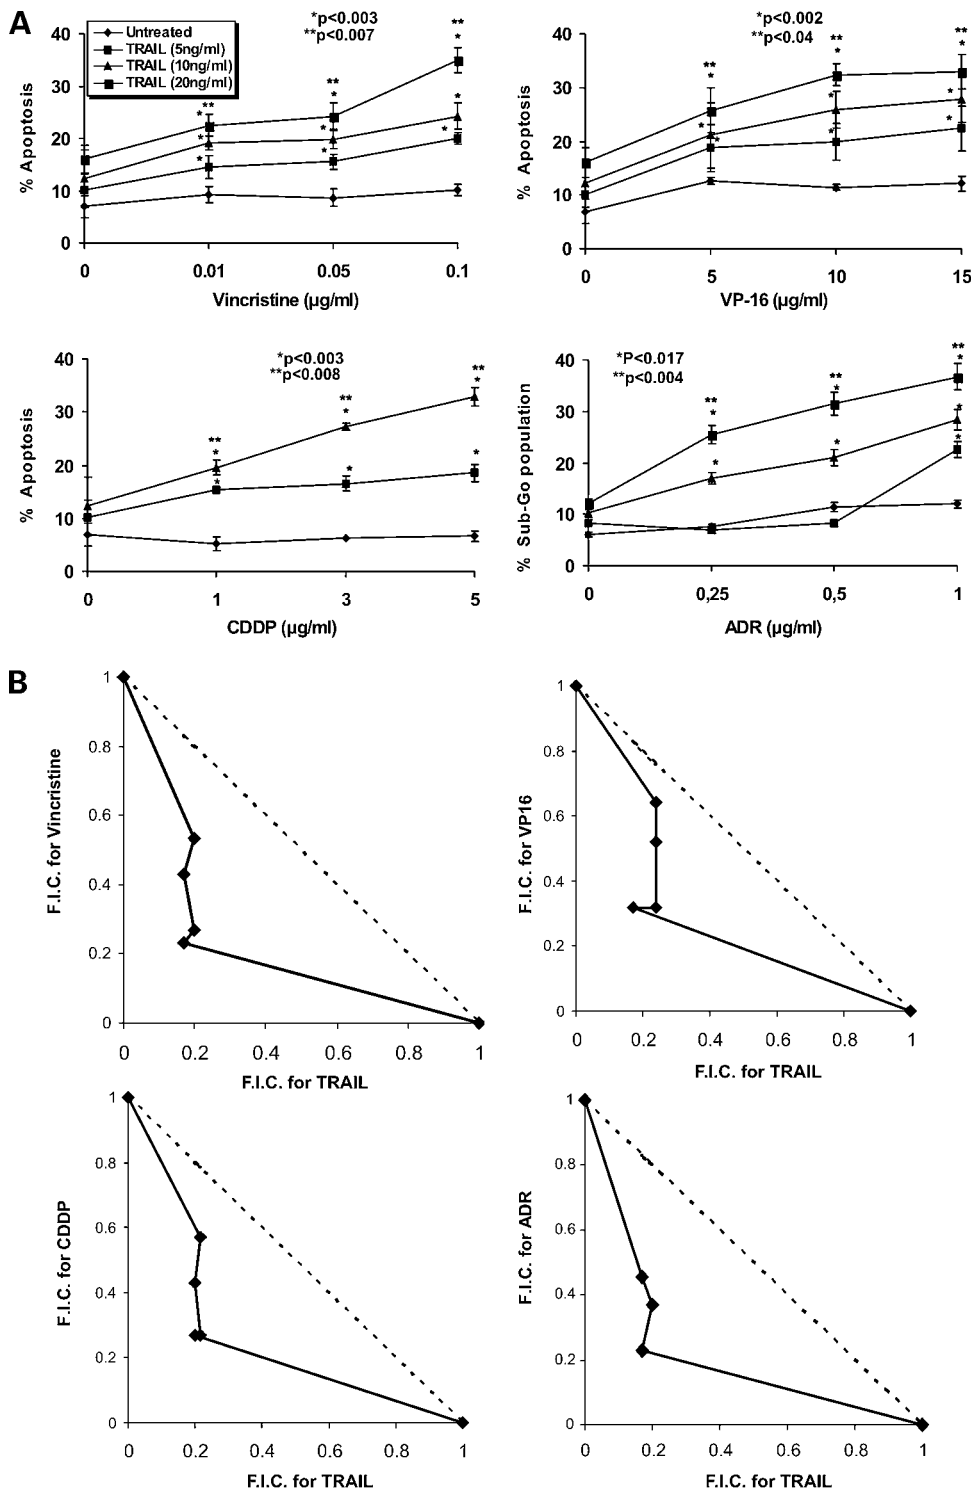 A
Untreated
TRAIL (5ng/ml)
TRAIL (10ng/ml)
TRAIL (20ng/ml)
*p<0.003
**p<0.007
% Apoptosis
40
30
20
10
0
0 0.01 0.05 0.1
Vincristine (µg/ml)
*p<0.002
**p<0.04
% Apoptosis
40
30
20
10
0
0 5 10 15
VP-16 (µg/ml)
*p<0.003
**p<0.008
% Apoptosis
40
30
20
10
0
0 1 3 5
CDDP (µg/ml)
*P<0.017
**p<0.004
% Sub-Go population
40
30
20
10
0
0 0,25 0,5 1
ADR (µg/ml)
B
F.I.C. for Vincristine
1
0.8
0.6
0.4
0.2
0
0 0.2 0.4 0.6 0.8 1
F.I.C. for TRAIL
F.I.C. for VP16
1
0.8
0.6
0.4
0.2
0
0 0.2 0.4 0.6 0.8 1
F.I.C. for TRAIL
F.I.C. for CDDP
1
0.8
0.6
0.4
0.2
0
0 0.2 0.4 0.6 0.8 1
F.I.C. for TRAIL
F.I.C. for ADR
1
0.8
0.6
0.4
0.2
0
0 0.2 0.4 0.6 0.8 1
F.I.C. for TRAIL